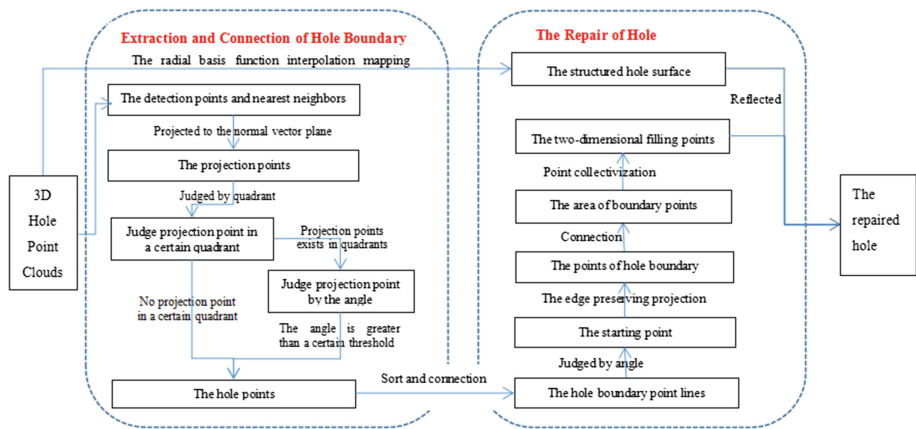 Extraction and Connection of Hole Boundary
The Repair of Hole
The radial basis function interpolation mapping
The structured hole surface
The detection points and nearest neighbors
Reflected
Projected to the normal vector plane
The two-dimensional filling points
The projection points
Point collectivization
3D
Hole
Point
Clouds
Judged by quadrant
The area of boundary points
The
repaired
hole
Judge projection point in
a certain quadrant
Projection points
exists in quadrants
Connection
The points of hole boundary
Judge projection point
by the angle
No projection point
in a certain quadrant
The edge preserving projection
The angle is greater
than a certain threshold
The starting point
Judged by angle
The hole points
Sort and connection
The hole boundary point lines